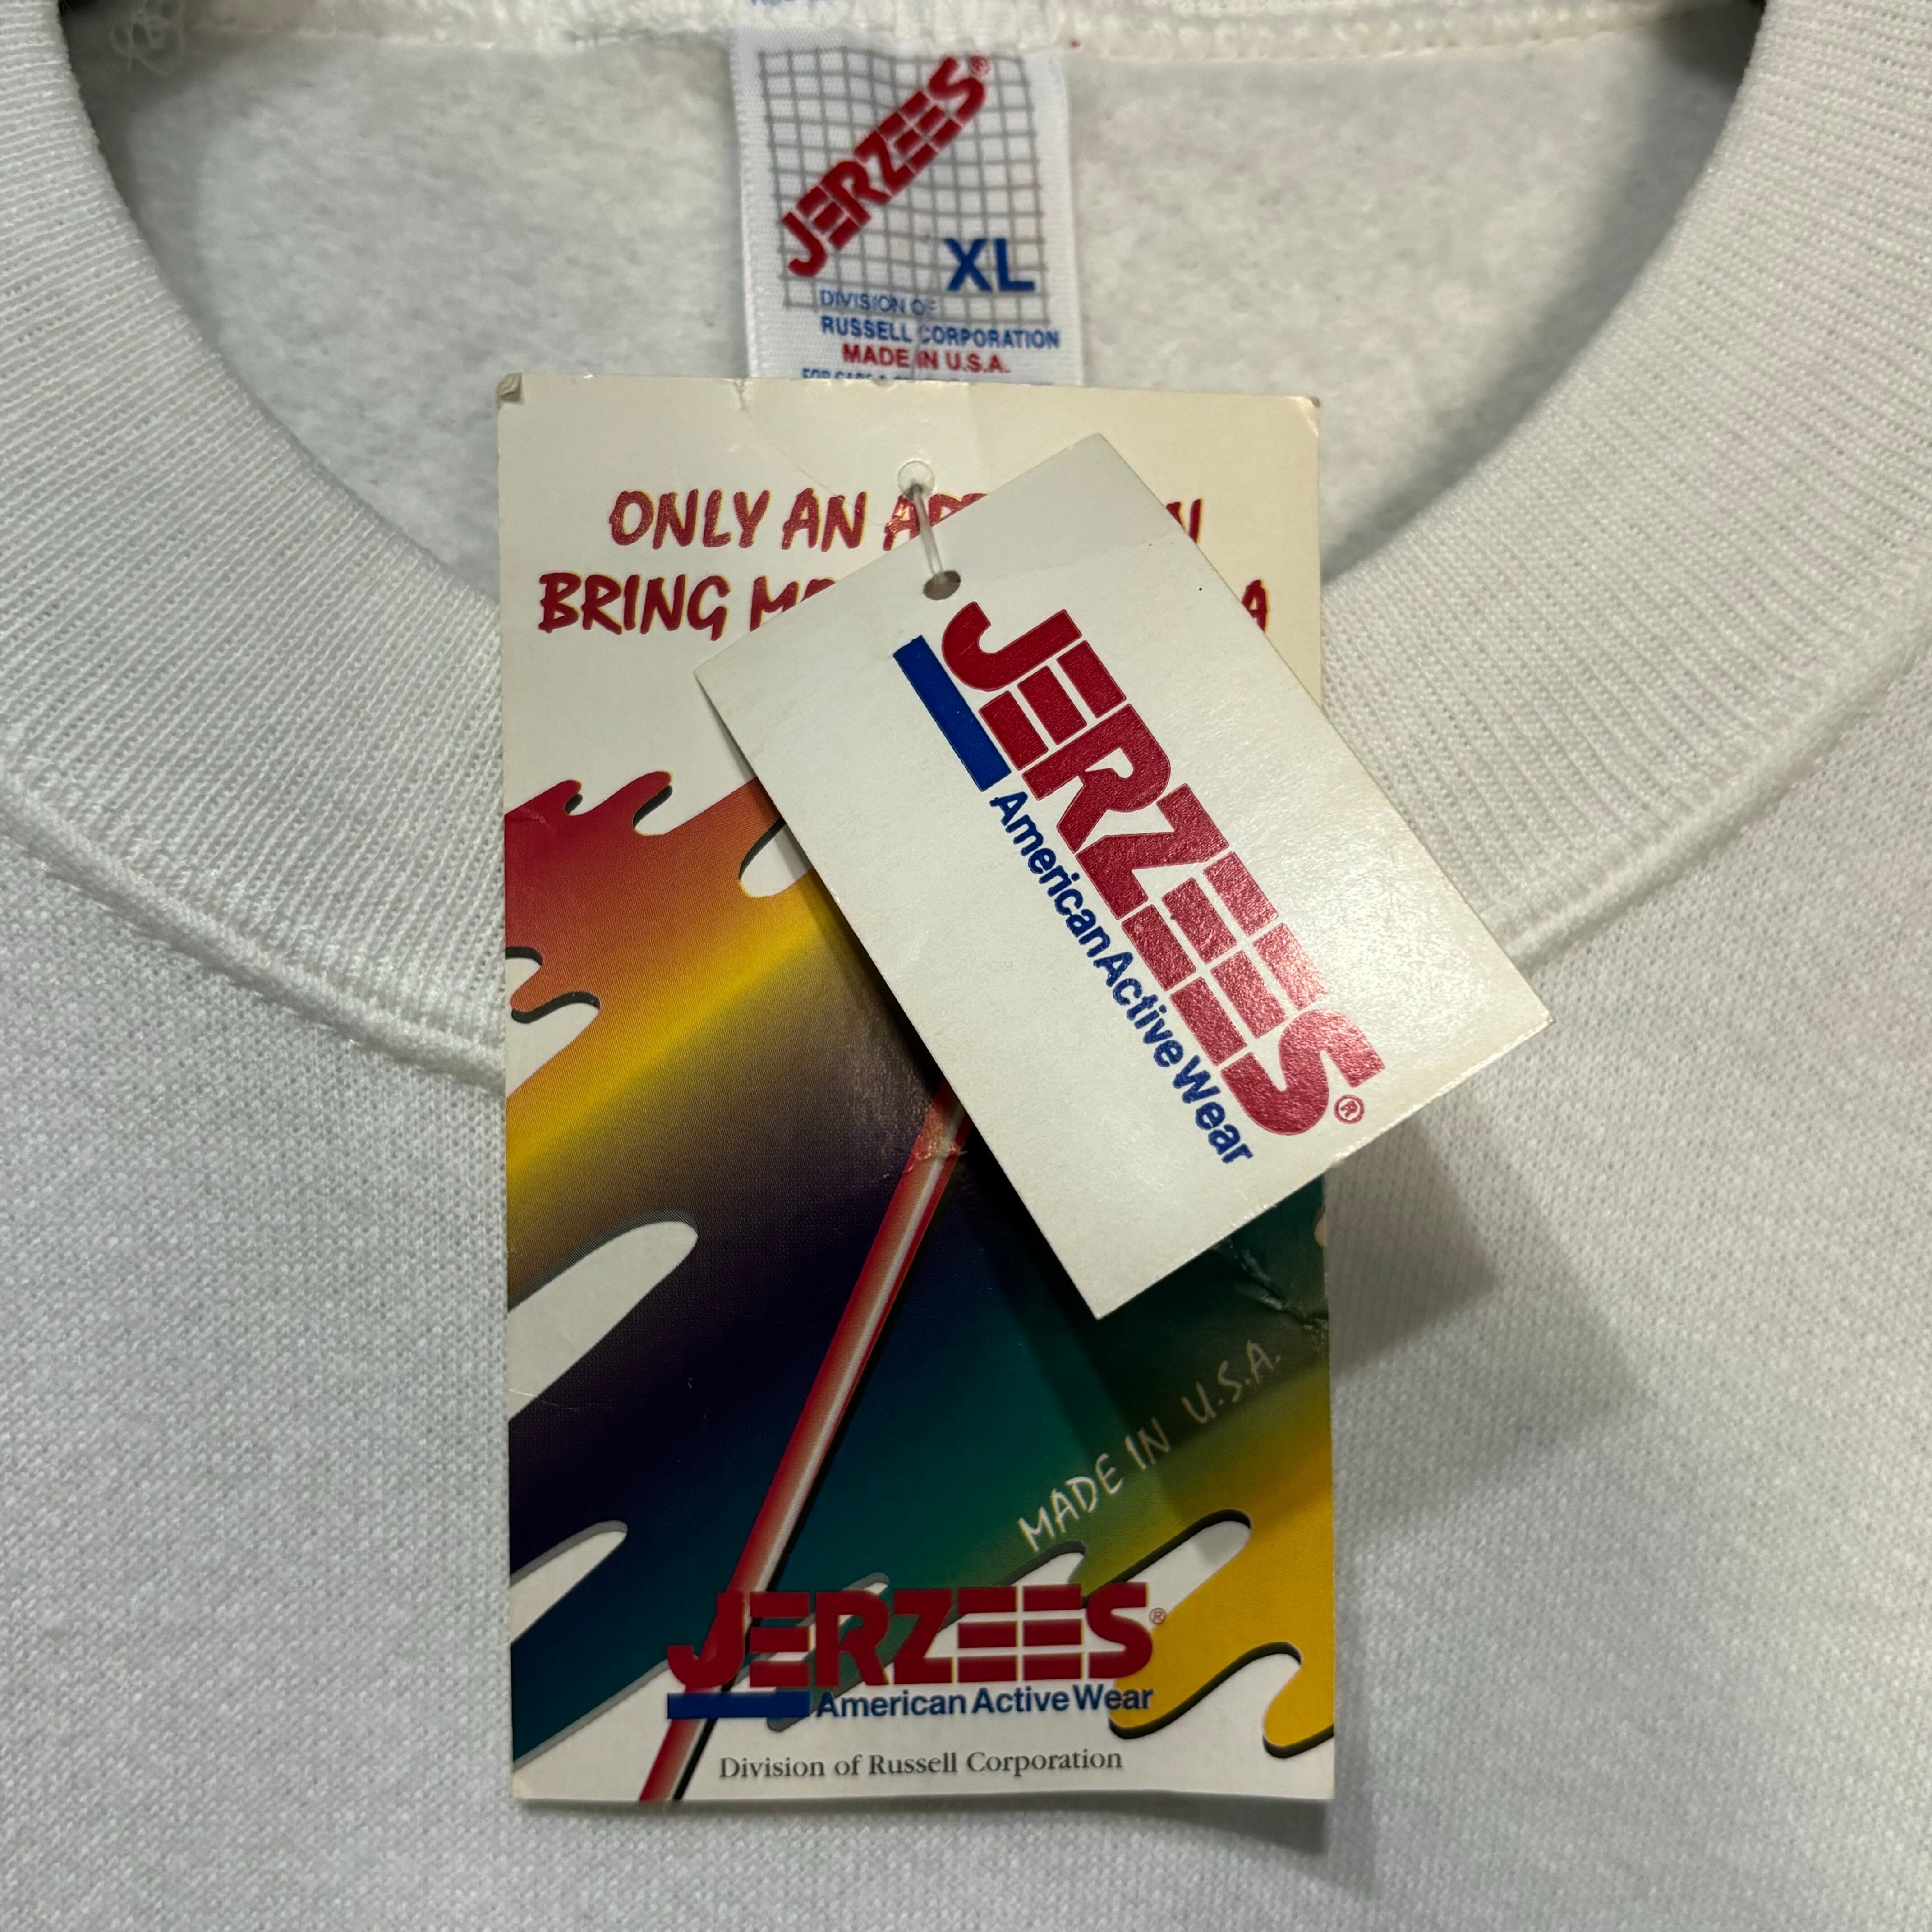 JERZEES®
XL
DIVISION OF
RUSSELL CORPORATION
MADE IN U.S.A.
ONLY AN
BRING
JERZEES®
American Active Wear
MADE IN U.S.A.
JERZEES®
American Active Wear
Division of Russell Corporation